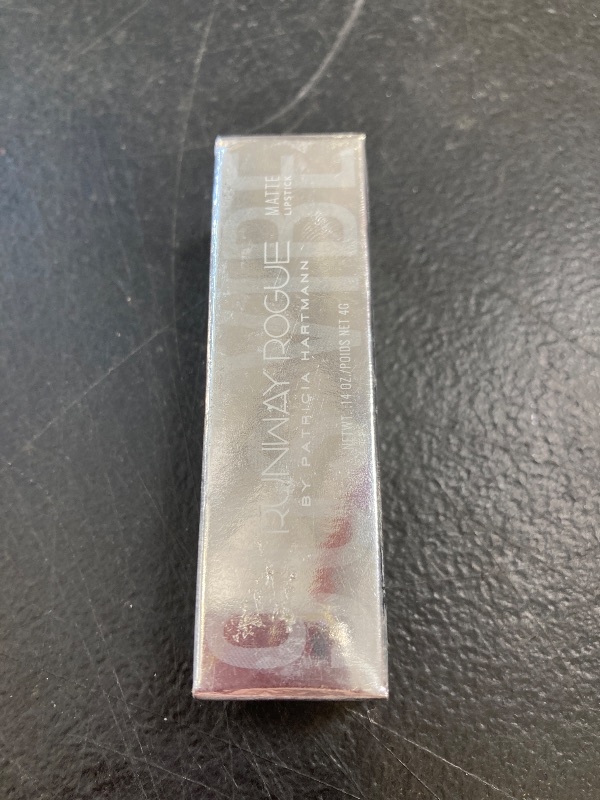 RUNWAY ROGUE
BY PATRICIA HARTMANN
MATTE
LIPSTICK
NET WT. .14 OZ./POIDS NET 4G